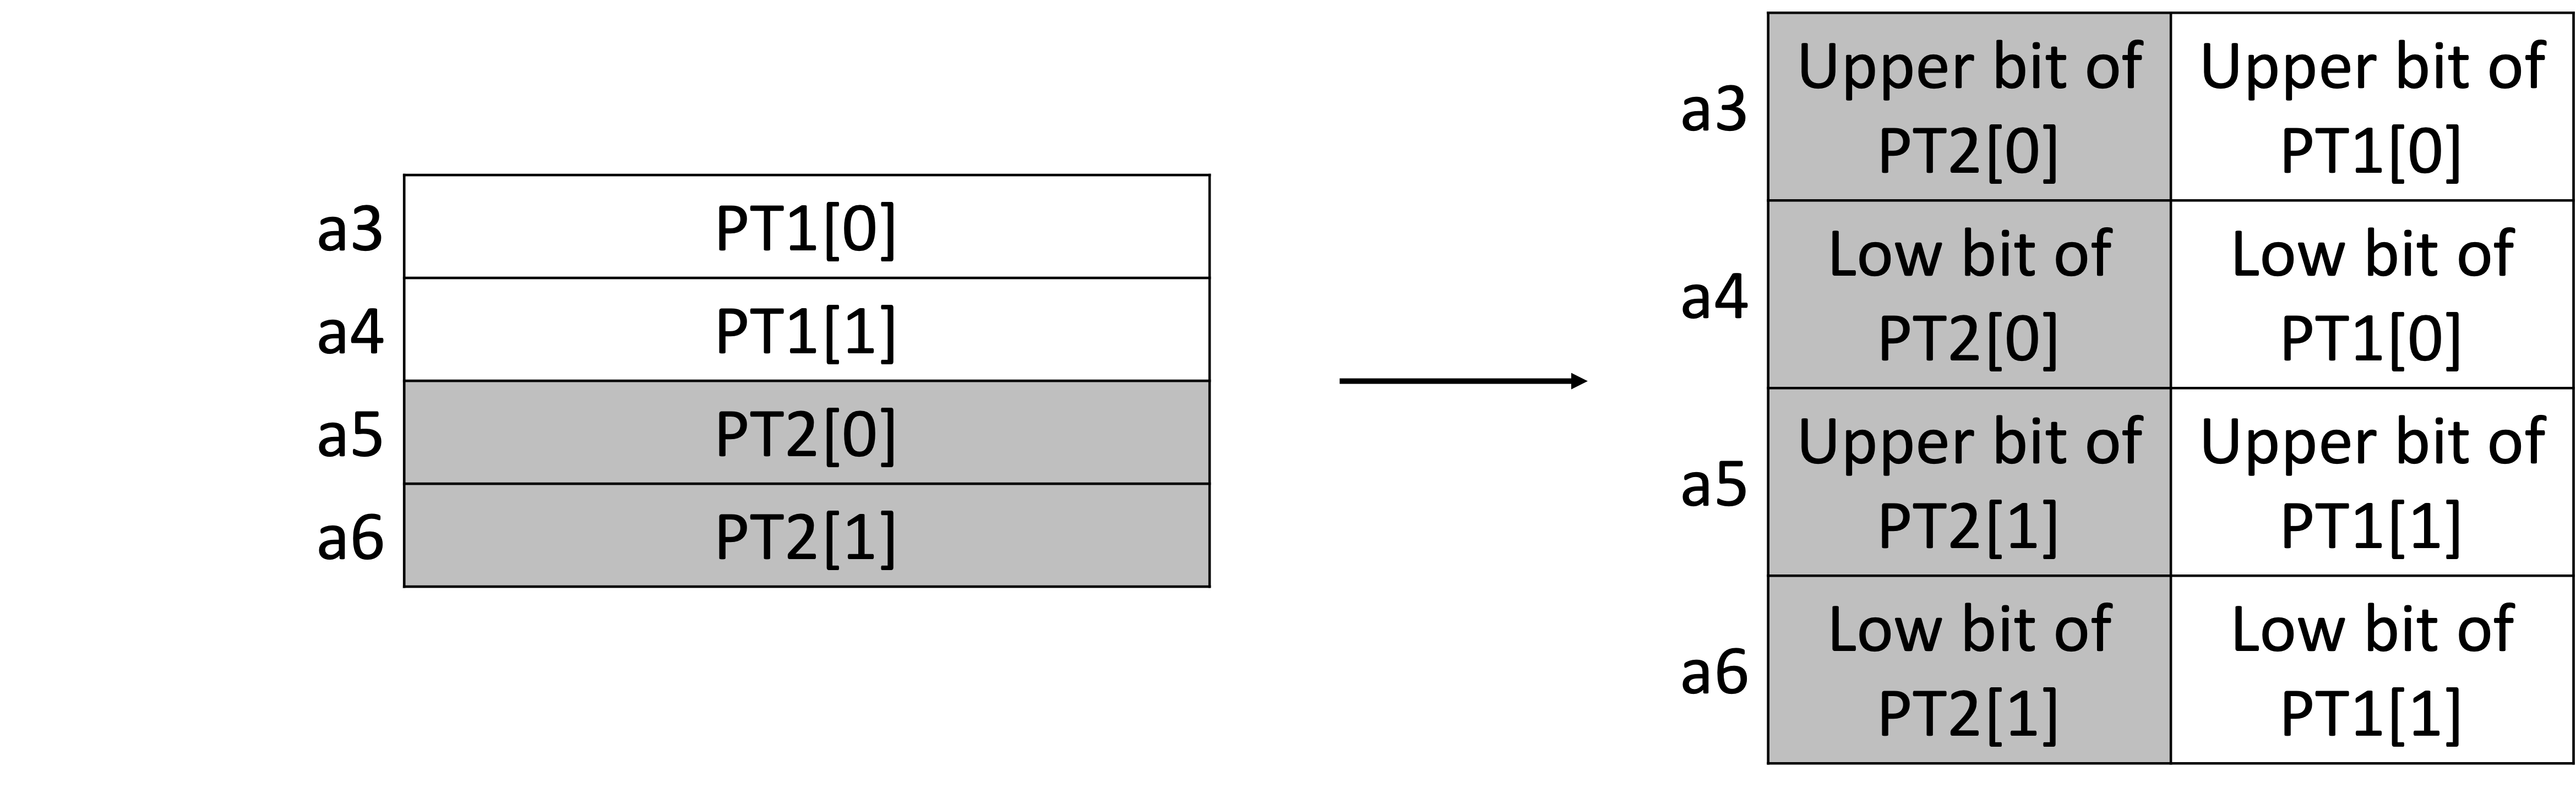 a3 PT1[0]
a4 PT1[1]
a5 PT2[0]
a6 PT2[1]
a3
Upper bit of
PT2[0]
Upper bit of
PT1[0]
a4
Low bit of
PT2[0]
Low bit of
PT1[0]
a5
Upper bit of
PT2[1]
Upper bit of
PT1[1]
a6
Low bit of
PT2[1]
Low bit of
PT1[1]